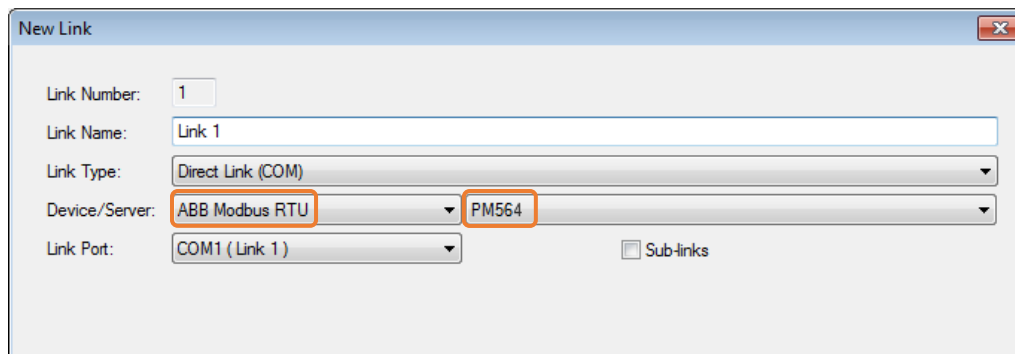 New Link
Link Number: 1
Link Name: Link 1
Link Type: Direct Link (COM)
Device/Server: ABB Modbus RTU PM564
Link Port: COM1 ( Link 1 ) Sub-links